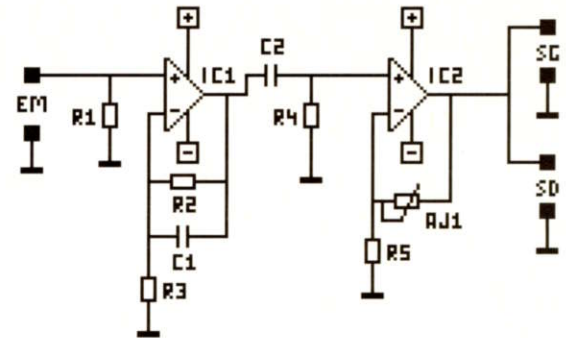 + +
C2
+ IC1 + IC2 SG
EM R1 - R4 -
- -
SD
R2 AJ1
C1 R5
R3